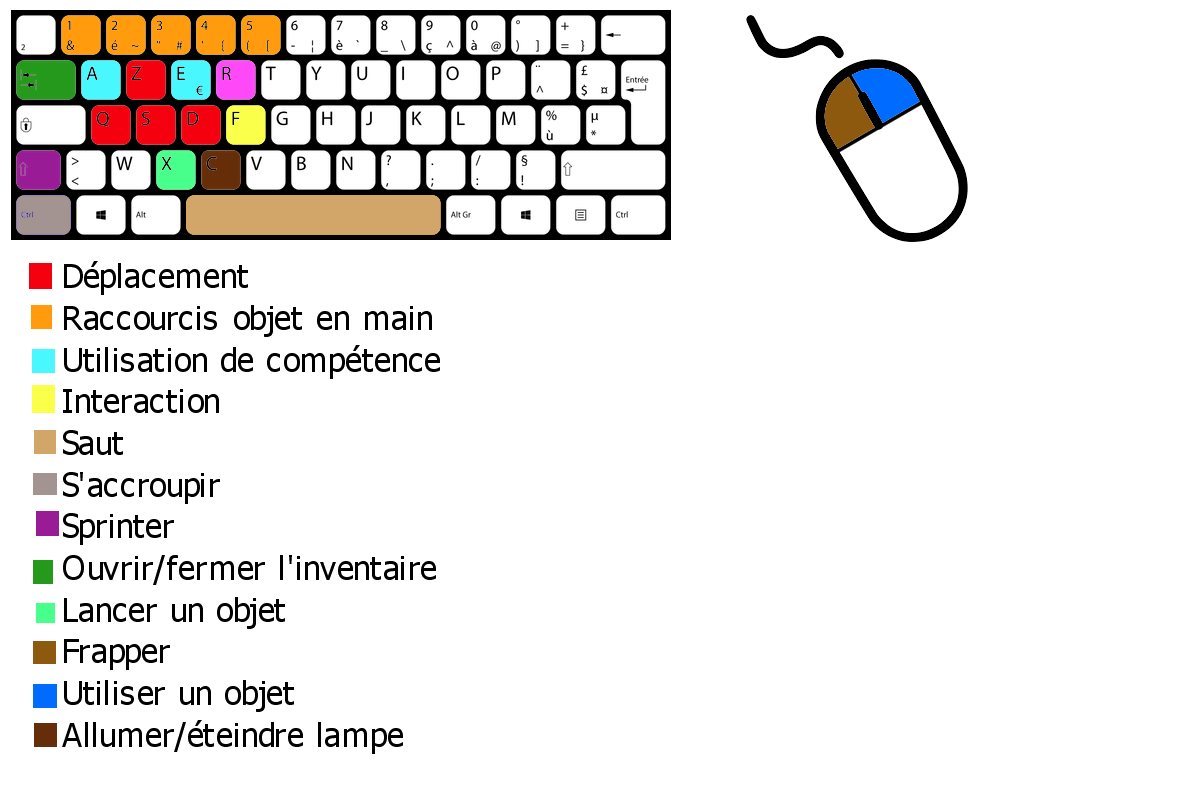 2 1 & 2 é ~ 3 " # 4 ' { 5 ( [ 6 - ¦ 7 è ` 8 _ \ 9 ç ^ 0 à @ ° ) ] + = }
A Z E € R T Y U I O P ¨ ^ £ $ ¤ Entrée
Q S D F G H J K L M % ù µ *
> < W X C V B N ? , . ; / : § !
Ctrl Alt Alt Gr Ctrl
Déplacement
Raccourcis objet en main
Utilisation de compétence
Interaction
Saut
S'accroupir
Sprinter
Ouvrir/fermer l'inventaire
Lancer un objet
Frapper
Utiliser un objet
Allumer/éteindre lampe